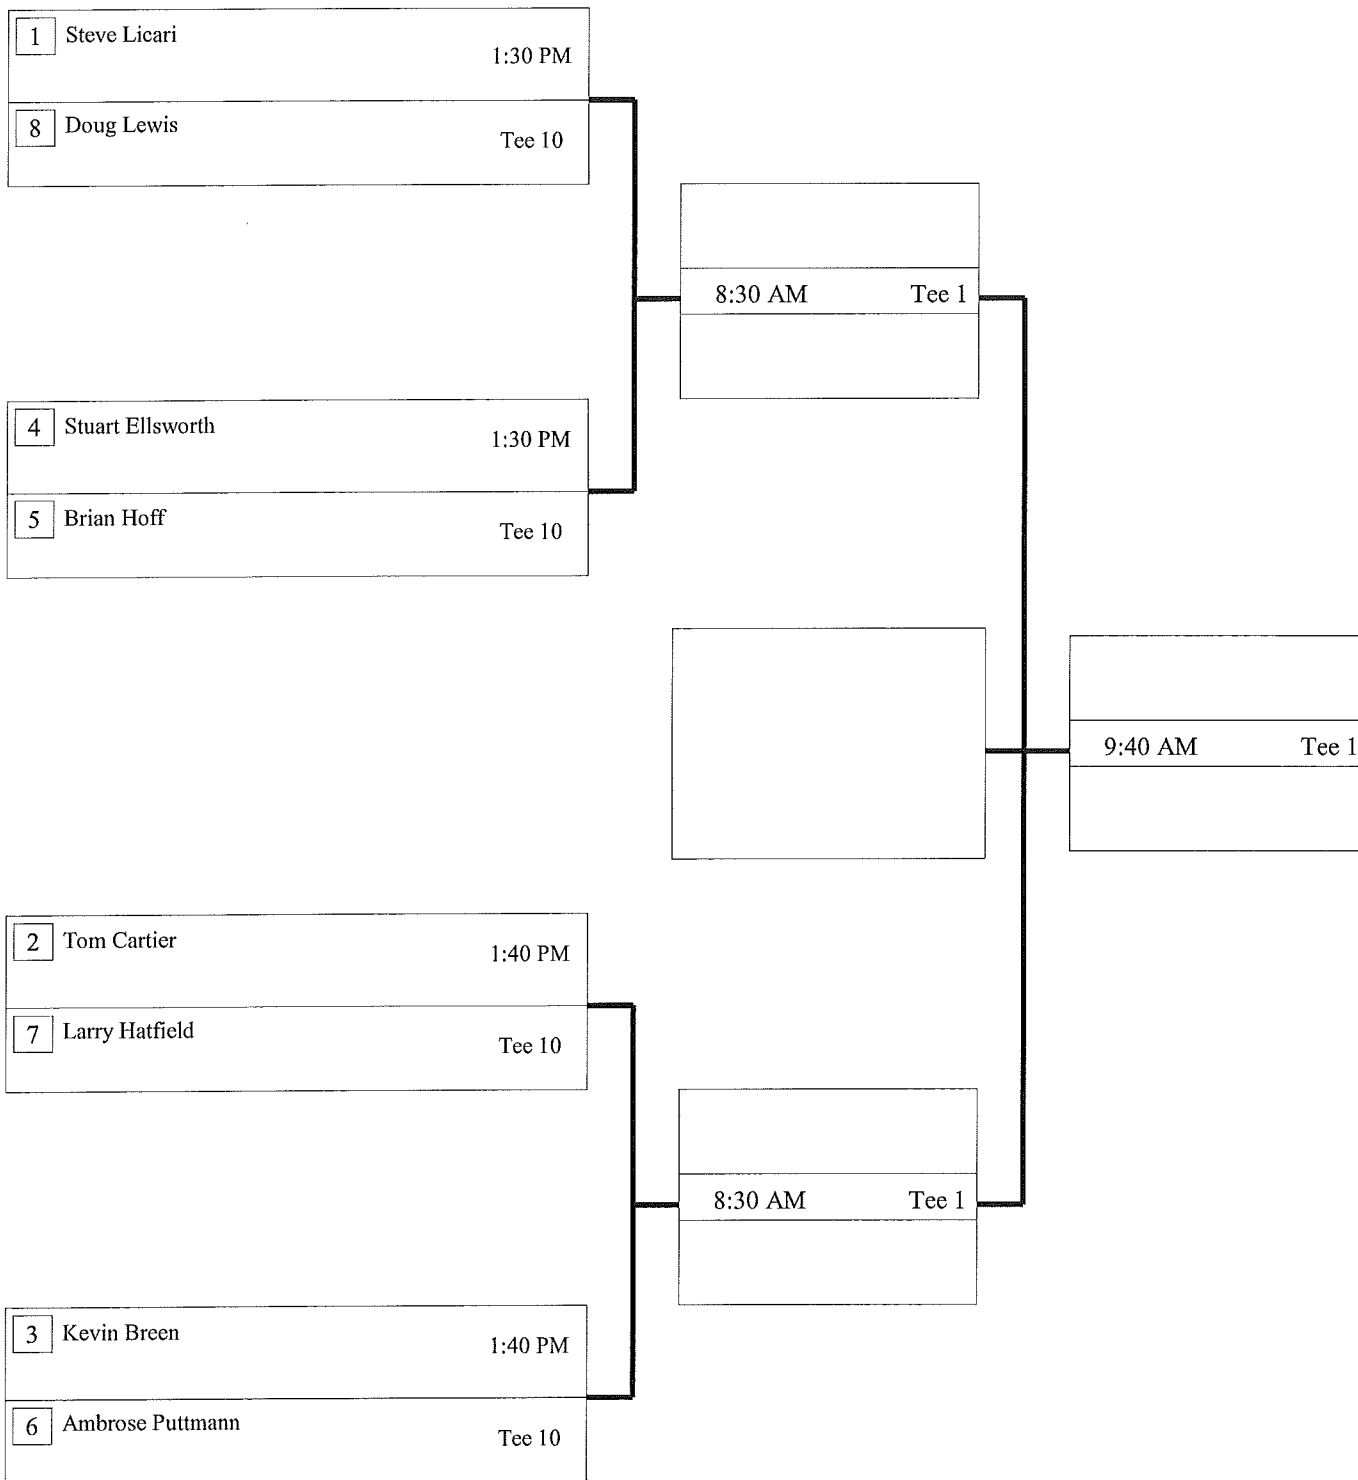 1 Steve Licari
1:30 PM
8 Doug Lewis
Tee 10
8:30 AM Tee 1
4 Stuart Ellsworth
1:30 PM
5 Brian Hoff
Tee 10
9:40 AM Tee 1
2 Tom Cartier
1:40 PM
7 Larry Hatfield
Tee 10
8:30 AM Tee 1
3 Kevin Breen
1:40 PM
6 Ambrose Puttmann
Tee 10